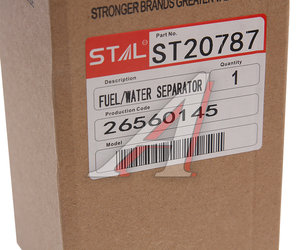 STRONGER BRANDS GREATER
STAL
Part No.
ST20787
Description
Quantity
FUEL/WATER SEPARATOR
1
Production Code
26560145
Model